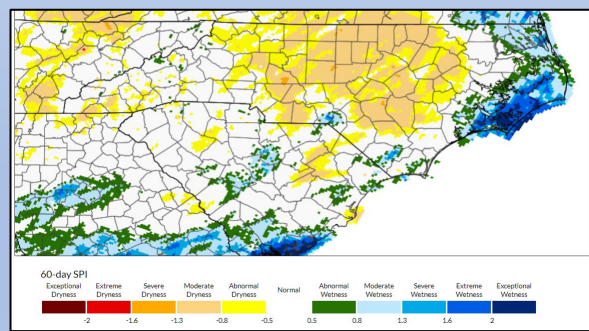 60-day SPI
Exceptional Extreme Severe Moderate Abnormal Normal Abnormal Moderate Severe Extreme Exceptional
Dryness Dryness Dryness Dryness Dryness Wetness Wetness Wetness Wetness Wetness
-2 -1.6 -1.3 -0.8 -0.5 0.5 0.8 1.3 1.6 2